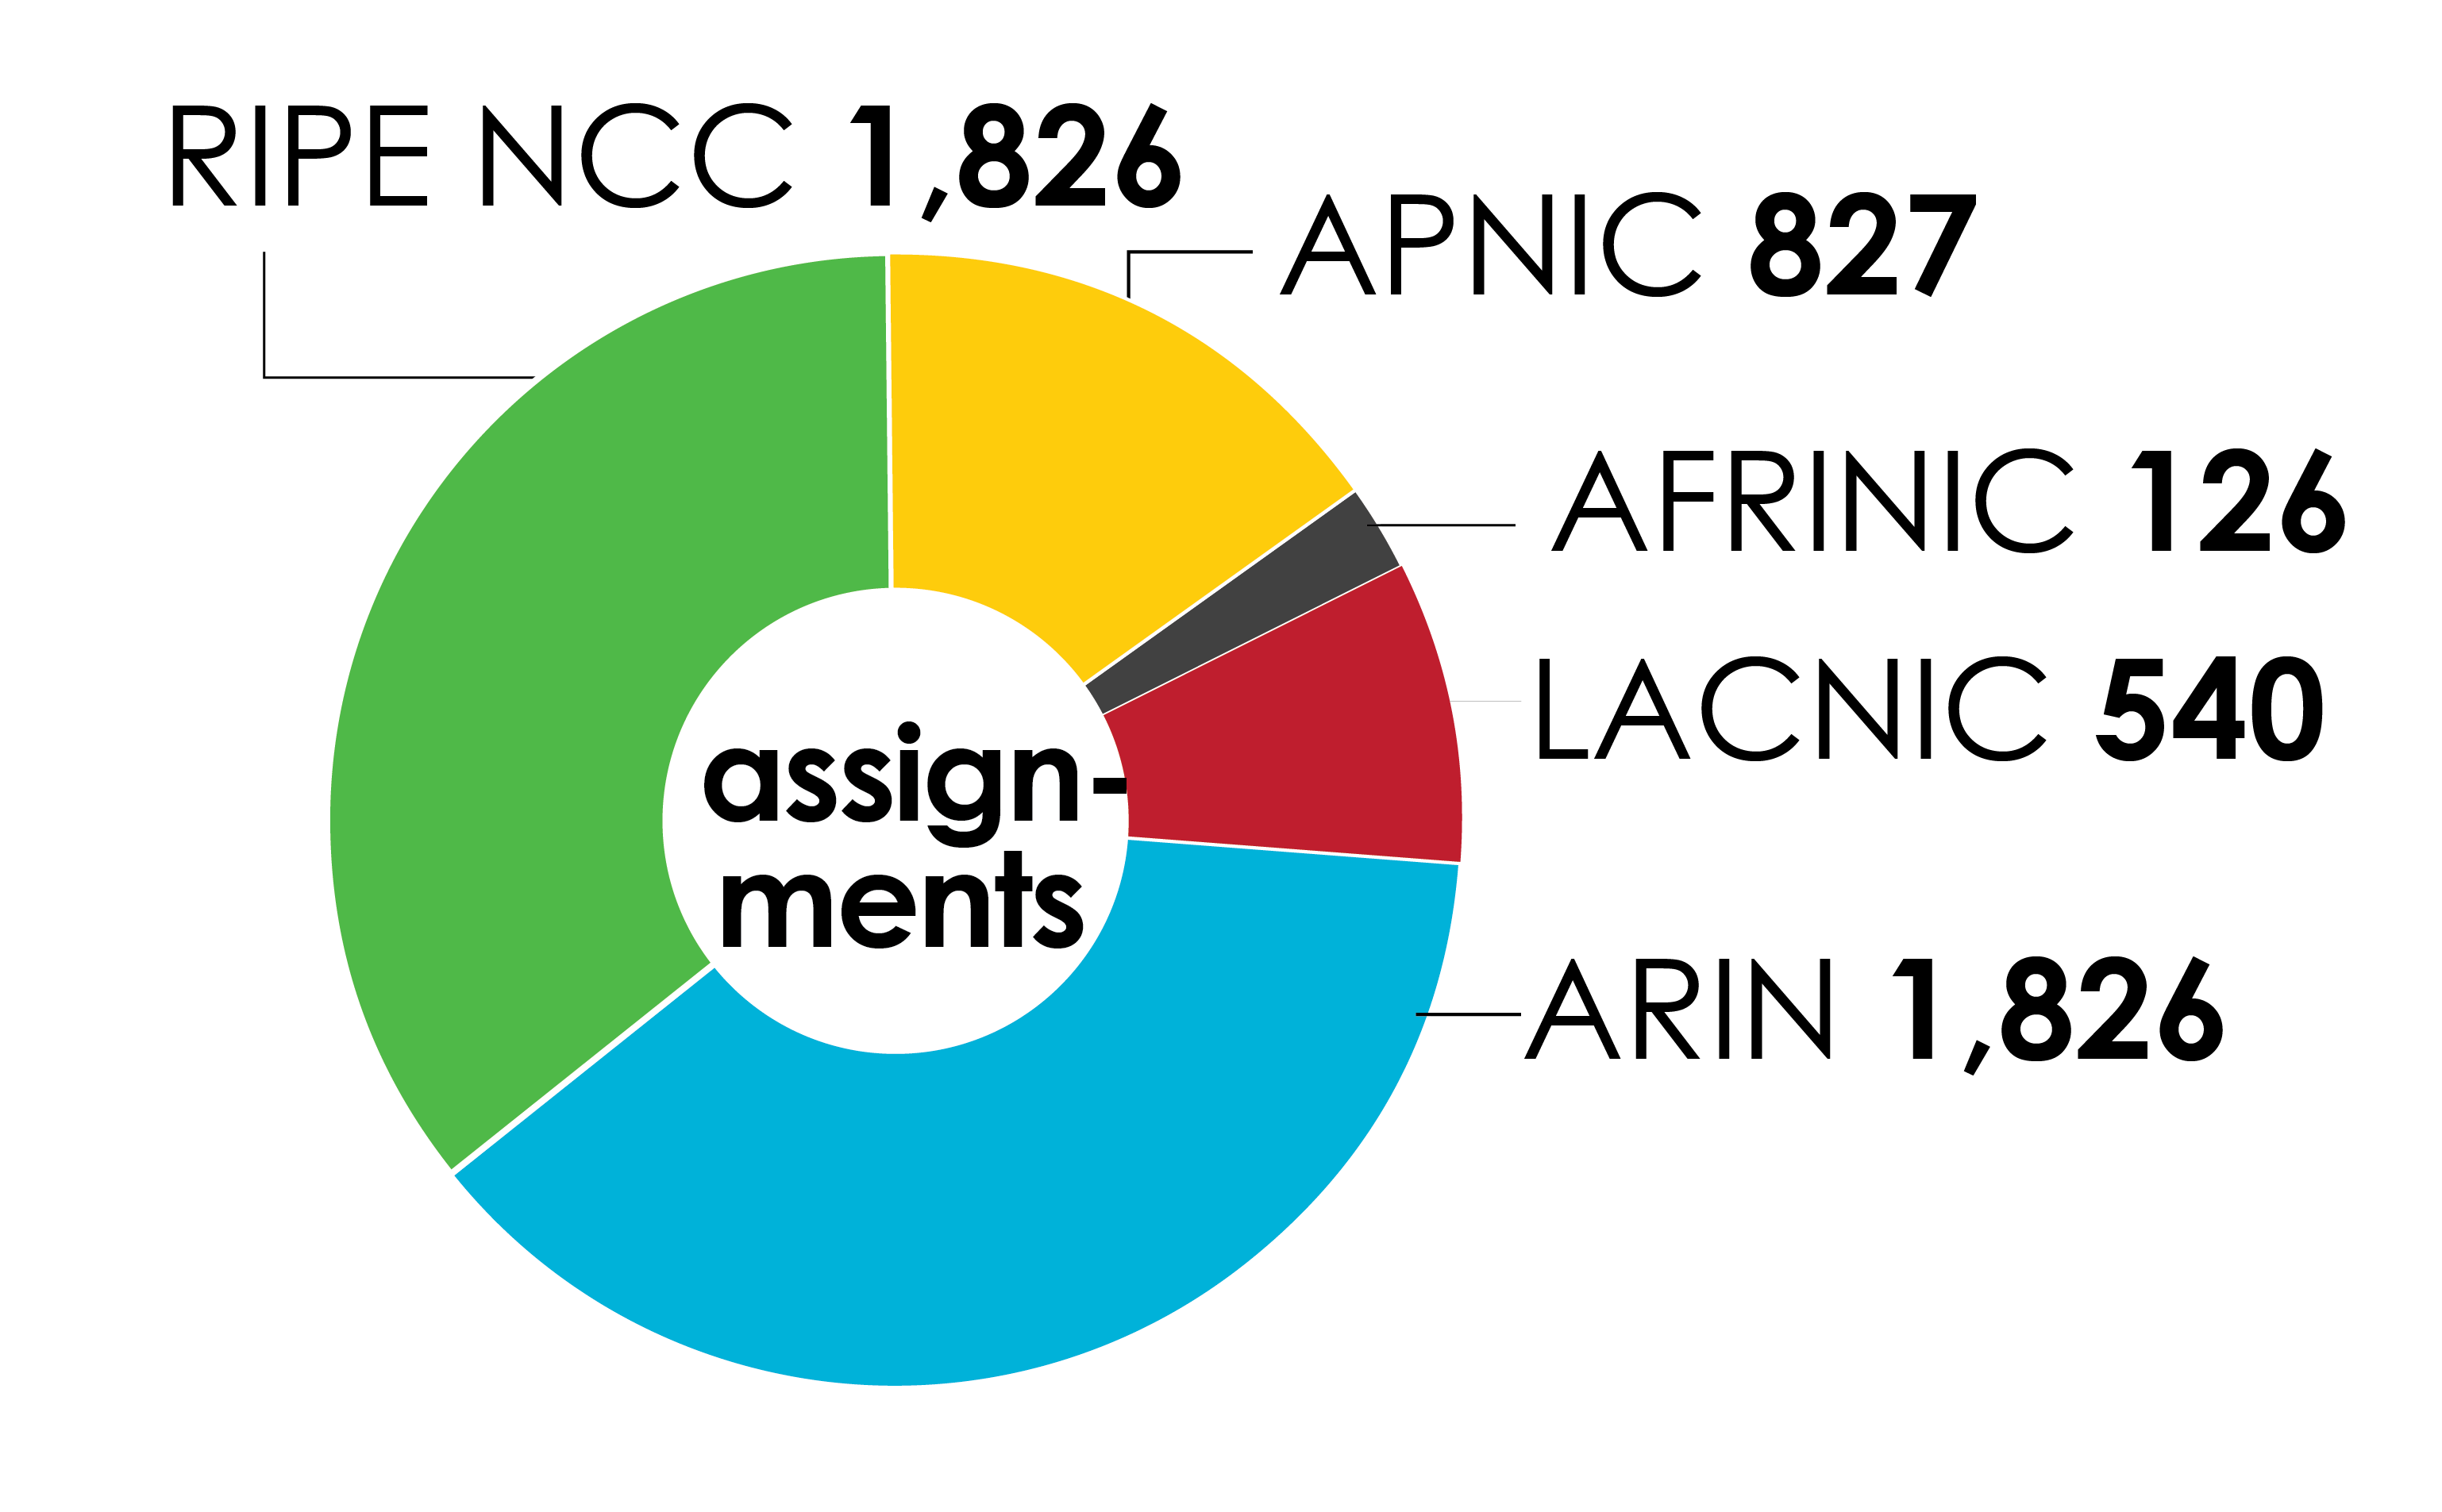 RIPE NCC 1,826
APNIC 827
AFRINIC 126
LACNIC 540
assign-
ments
ARIN 1,826